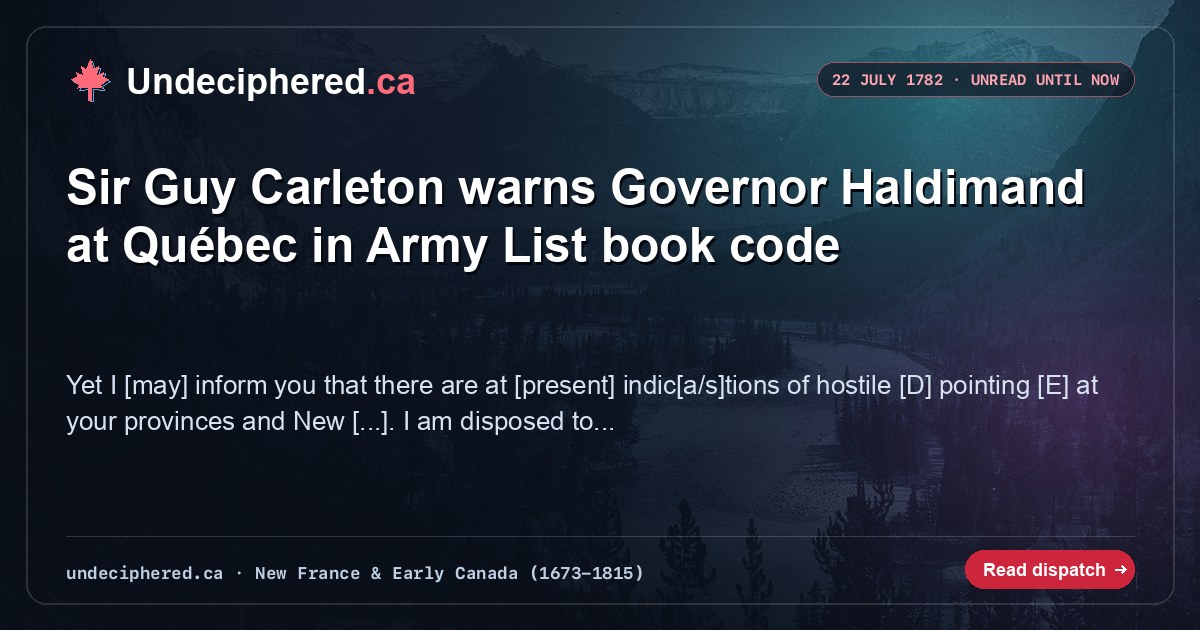 Undeciphered.ca
22 JULY 1782 · UNREAD UNTIL NOW
Sir Guy Carleton warns Governor Haldimand
at Québec in Army List book code
Yet I [may] inform you that there are at [present] indic[a/s]tions of hostile [D] pointing [E] at
your provinces and New [...]. I am disposed to...
undeciphered.ca · New France & Early Canada (1673–1815)
Read dispatch →